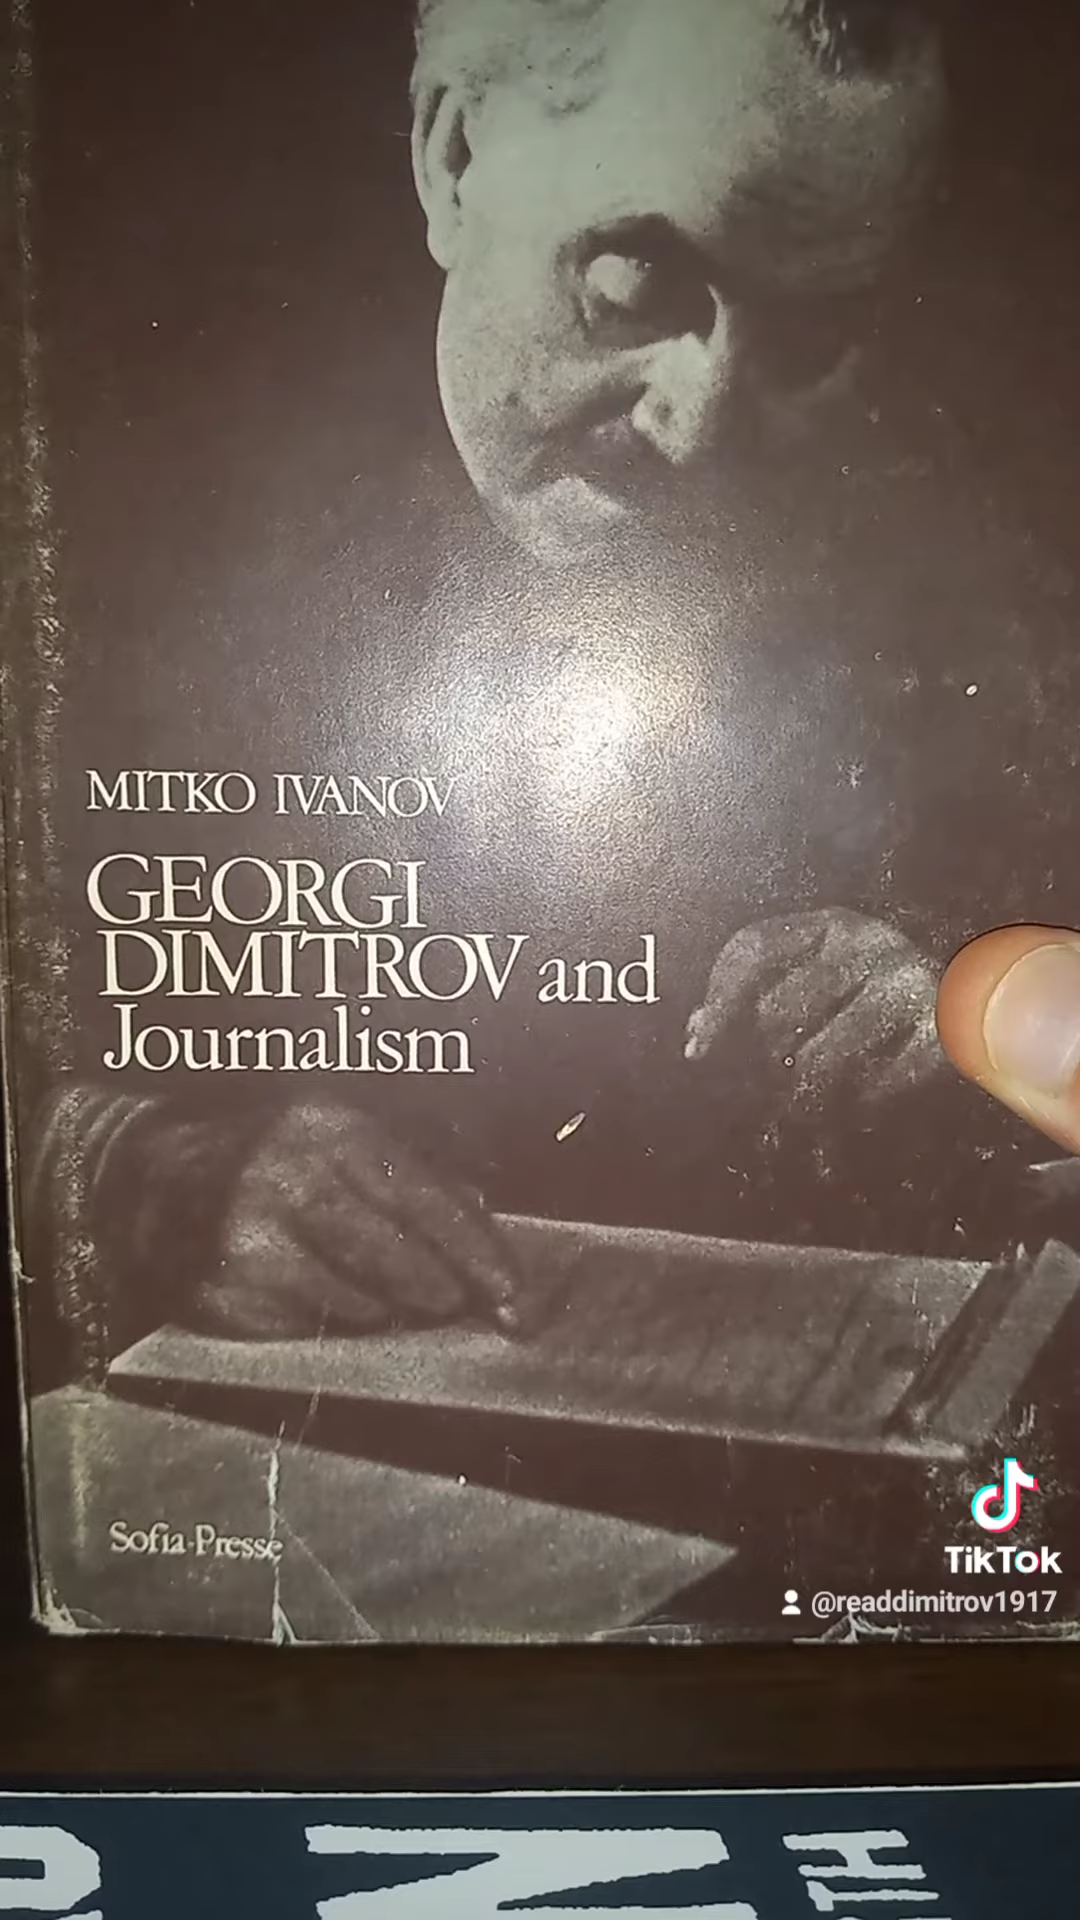 MITKO IVANOV
GEORGI
DIMITROV and
Journalism
Sofia-Presse
TikTok
@readdimitrov1917